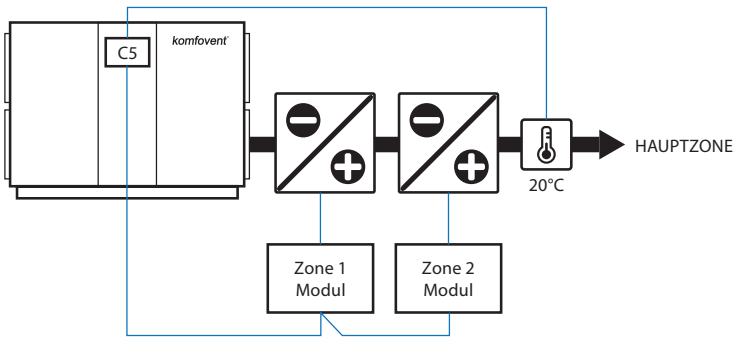 komfovent
C5
HAUPTZONE
20°C
Zone 1
Modul
Zone 2
Modul